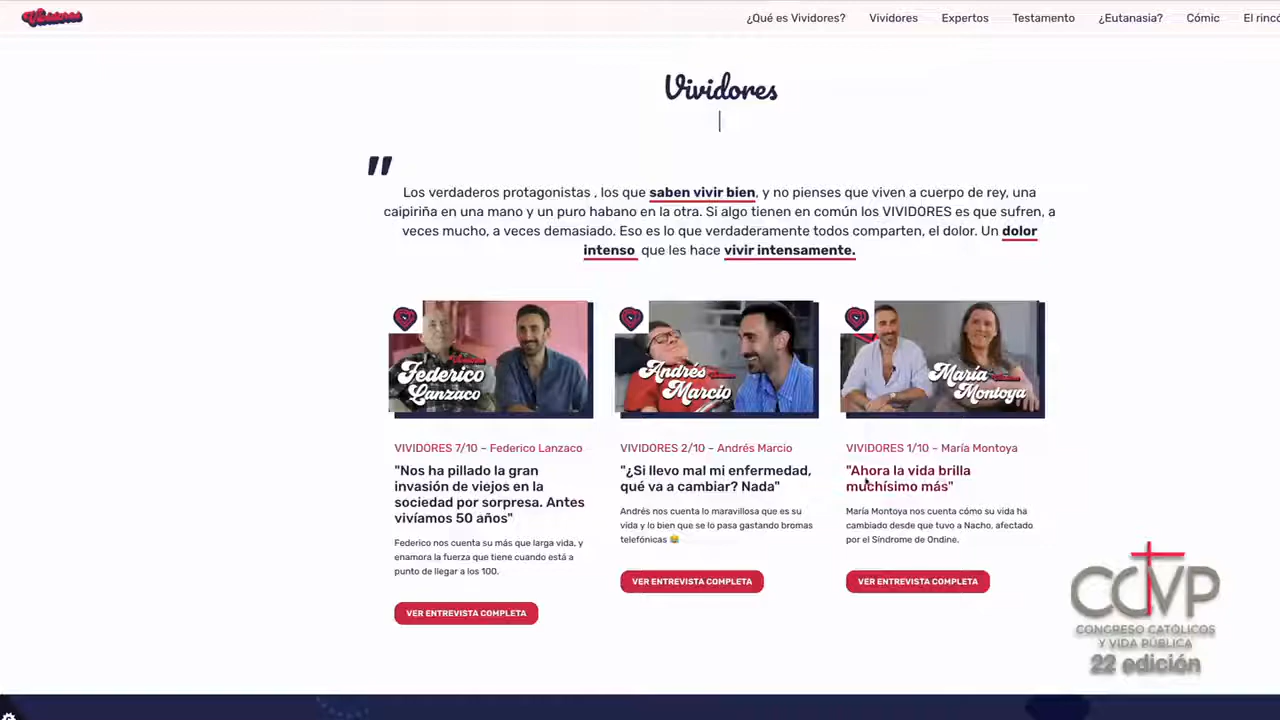 Vividores
¿Qué es Vividores?
Vividores
Expertos
Testamento
¿Eutanasia?
Cómic
El rincó
Vividores
"
Los verdaderos protagonistas , los que saben vivir bien, y no pienses que viven a cuerpo de rey, una
caipiriña en una mano y un puro habano en la otra. Si algo tienen en común los VIVIDORES es que sufren, a
veces mucho, a veces demasiado. Eso es lo que verdaderamente todos comparten, el dolor. Un dolor
intenso que les hace vivir intensamente.
Vividores
Federico
Lanzaco
VIVIDORES 7/10 – Federico Lanzaco
"Nos ha pillado la gran
invasión de viejos en la
sociedad por sorpresa. Antes
vivíamos 50 años"
Federico nos cuenta su más que larga vida, y
enamora la fuerza que tiene cuando está a
punto de llegar a los 100.
VER ENTREVISTA COMPLETA
Andrés
Marcio
VIVIDORES 2/10 – Andrés Marcio
"¿Si llevo mal mi enfermedad,
qué va a cambiar? Nada"
Andrés nos cuenta lo maravillosa que es su
vida y lo bien que se lo pasa gastando bromas
telefónicas 😂
VER ENTREVISTA COMPLETA
María
Montoya
VIVIDORES 1/10 – María Montoya
"Ahora la vida brilla
muchísimo más"
María Montoya nos cuenta cómo su vida ha
cambiado desde que tuvo a Nacho, afectado
por el Síndrome de Ondine.
VER ENTREVISTA COMPLETA
CCVP
CONGRESO CATÓLICOS
Y VIDA PÚBLICA
22 edición